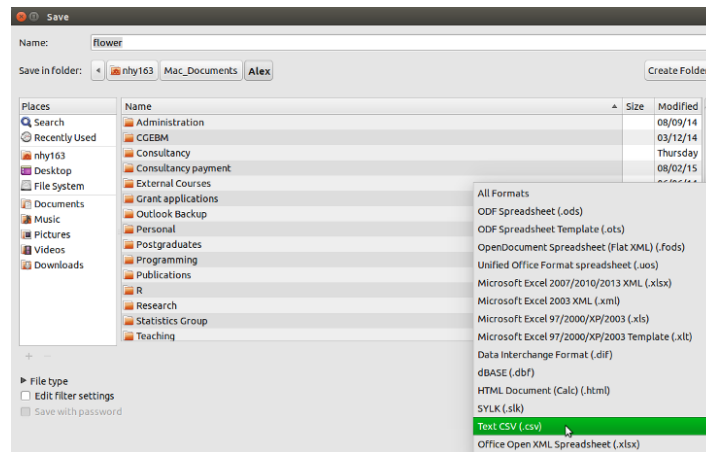 Save
Name: flower
Save in folder: nhy163 Mac_Documents Alex Create Folde
Places Name Size Modified
Search Administration 08/09/14
Recently Used CGEBM 03/12/14
nhy163 Consultancy Thursday
Desktop Consultancy payment 08/02/15
File System External Courses
Documents Grant applications
Music Outlook Backup
Pictures Personal
Videos Postgraduates
Downloads Programming
Publications
R
Research
Statistics Group
Teaching
File type
Edit filter settings
Save with password
All Formats
ODF Spreadsheet (.ods)
ODF Spreadsheet Template (.ots)
OpenDocument Spreadsheet (Flat XML) (.fods)
Unified Office Format spreadsheet (.uos)
Microsoft Excel 2007/2010/2013 XML (.xlsx)
Microsoft Excel 2003 XML (.xml)
Microsoft Excel 97/2000/XP/2003 (.xls)
Microsoft Excel 97/2000/XP/2003 Template (.xlt)
Data Interchange Format (.dif)
dBASE (.dbf)
HTML Document (Calc) (.html)
SYLK (.slk)
Text CSV (.csv)
Office Open XML Spreadsheet (.xlsx)